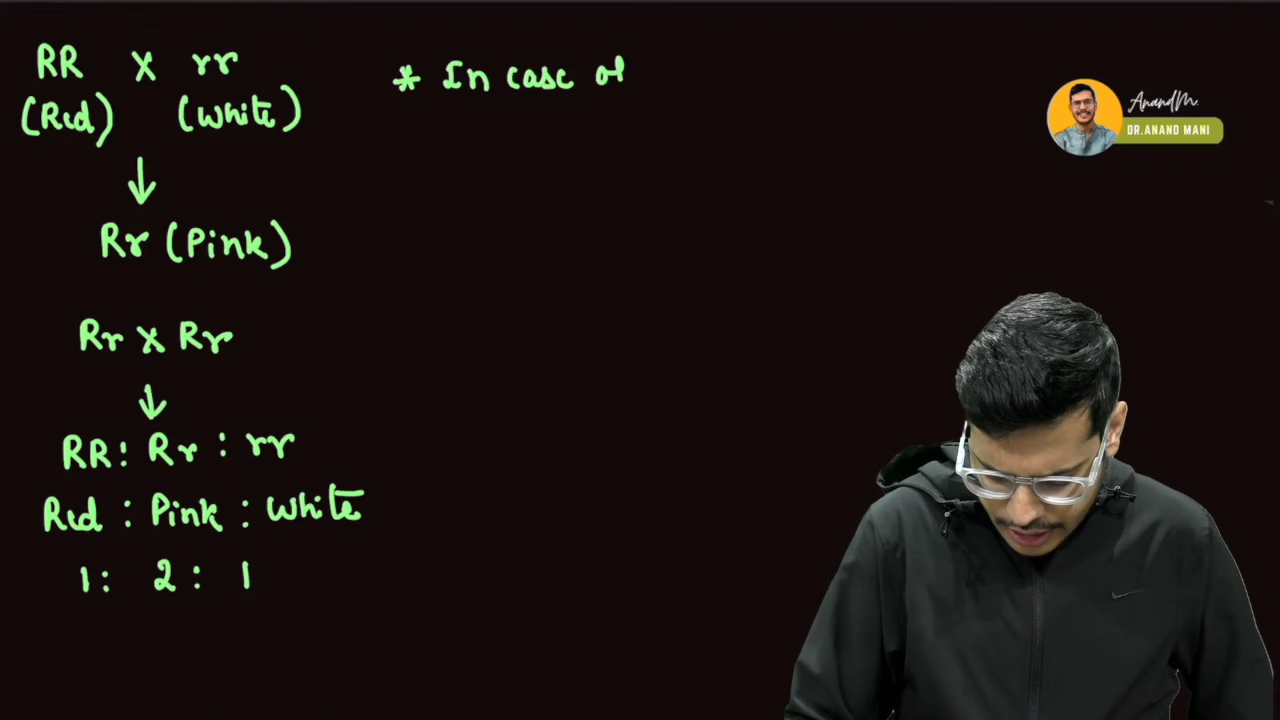 RR X rr
(Red) (White)
Rr (Pink)
Rr X Rr
RR : Rr : rr
Red : Pink : White
1 : 2 : 1
* In case of
AnandM.
DR.ANAND MANI